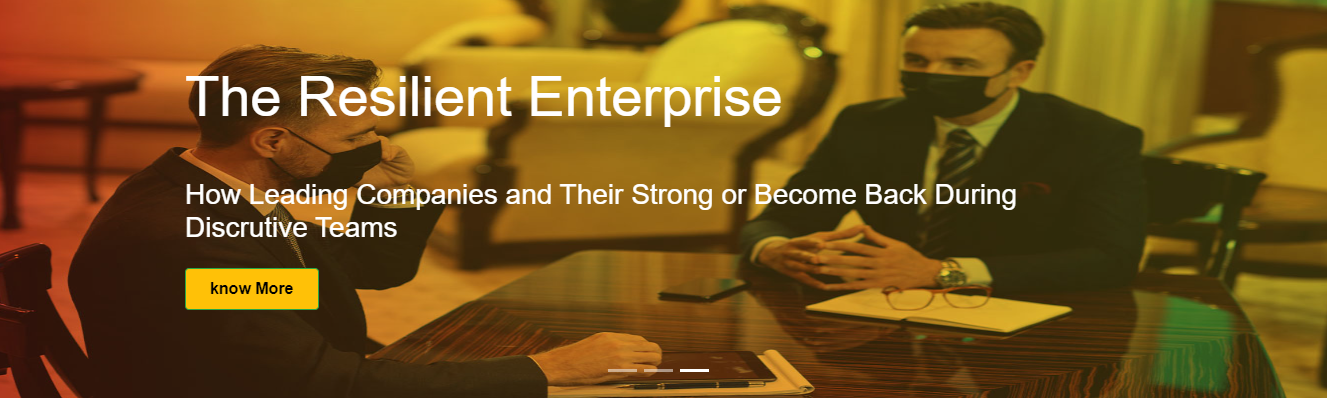 The Resilient Enterprise
How Leading Companies and Their Strong or Become Back During
Discrutive Teams
know More